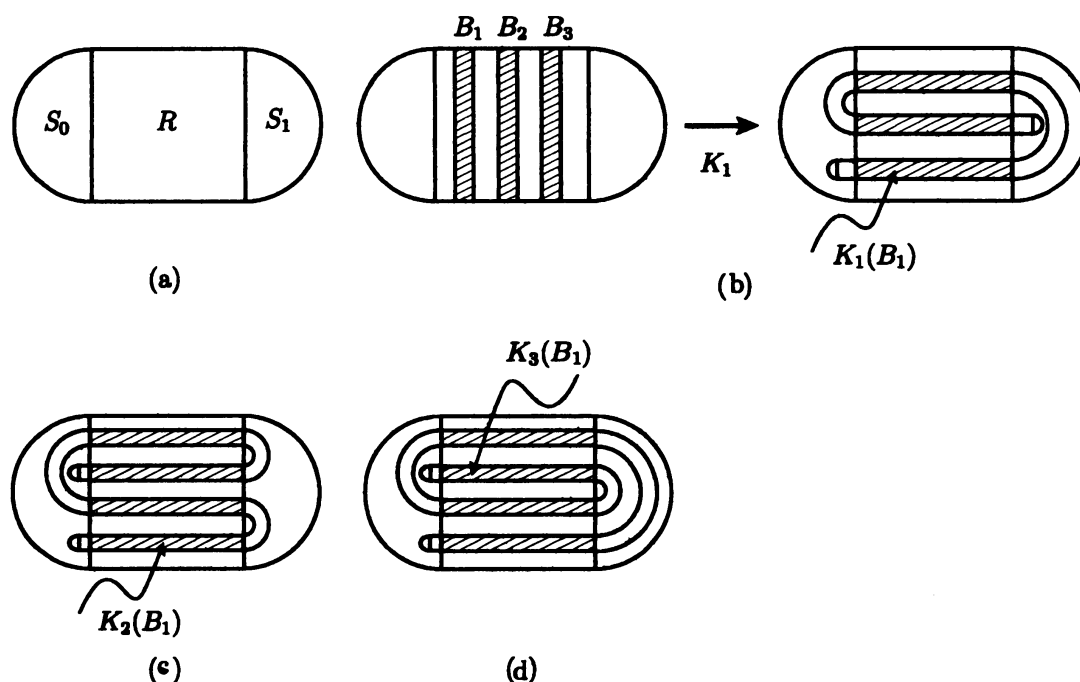 S₀ R S₁
(a)
B₁ B₂ B₃
K₁
K₁(B₁)
(b)
K₂(B₁)
(c)
K₃(B₁)
(d)